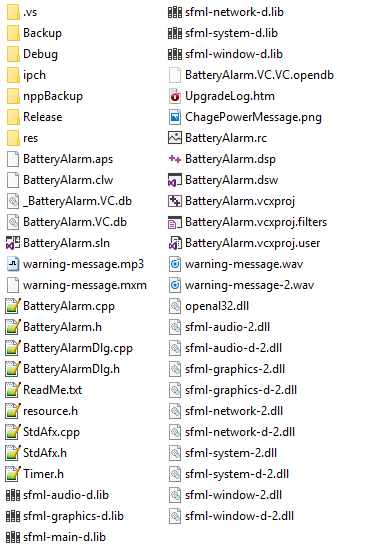 .vs
Backup
Debug
ipch
nppBackup
Release
res
BatteryAlarm.aps
BatteryAlarm.clw
_BatteryAlarm.VC.db
BatteryAlarm.VC.db
BatteryAlarm.sln
warning-message.mp3
warning-message.mxm
BatteryAlarm.cpp
BatteryAlarm.h
BatteryAlarmDlg.cpp
BatteryAlarmDlg.h
ReadMe.txt
resource.h
StdAfx.cpp
StdAfx.h
Timer.h
sfml-audio-d.lib
sfml-graphics-d.lib
sfml-main-d.lib
sfml-network-d.lib
sfml-system-d.lib
sfml-window-d.lib
BatteryAlarm.VC.VC.opendb
UpgradeLog.htm
ChagePowerMessage.png
BatteryAlarm.rc
BatteryAlarm.dsp
BatteryAlarm.dsw
BatteryAlarm.vcxproj
BatteryAlarm.vcxproj.filters
BatteryAlarm.vcxproj.user
warning-message.wav
warning-message-2.wav
openal32.dll
sfml-audio-2.dll
sfml-audio-d-2.dll
sfml-graphics-2.dll
sfml-graphics-d-2.dll
sfml-network-2.dll
sfml-network-d-2.dll
sfml-system-2.dll
sfml-system-d-2.dll
sfml-window-2.dll
sfml-window-d-2.dll